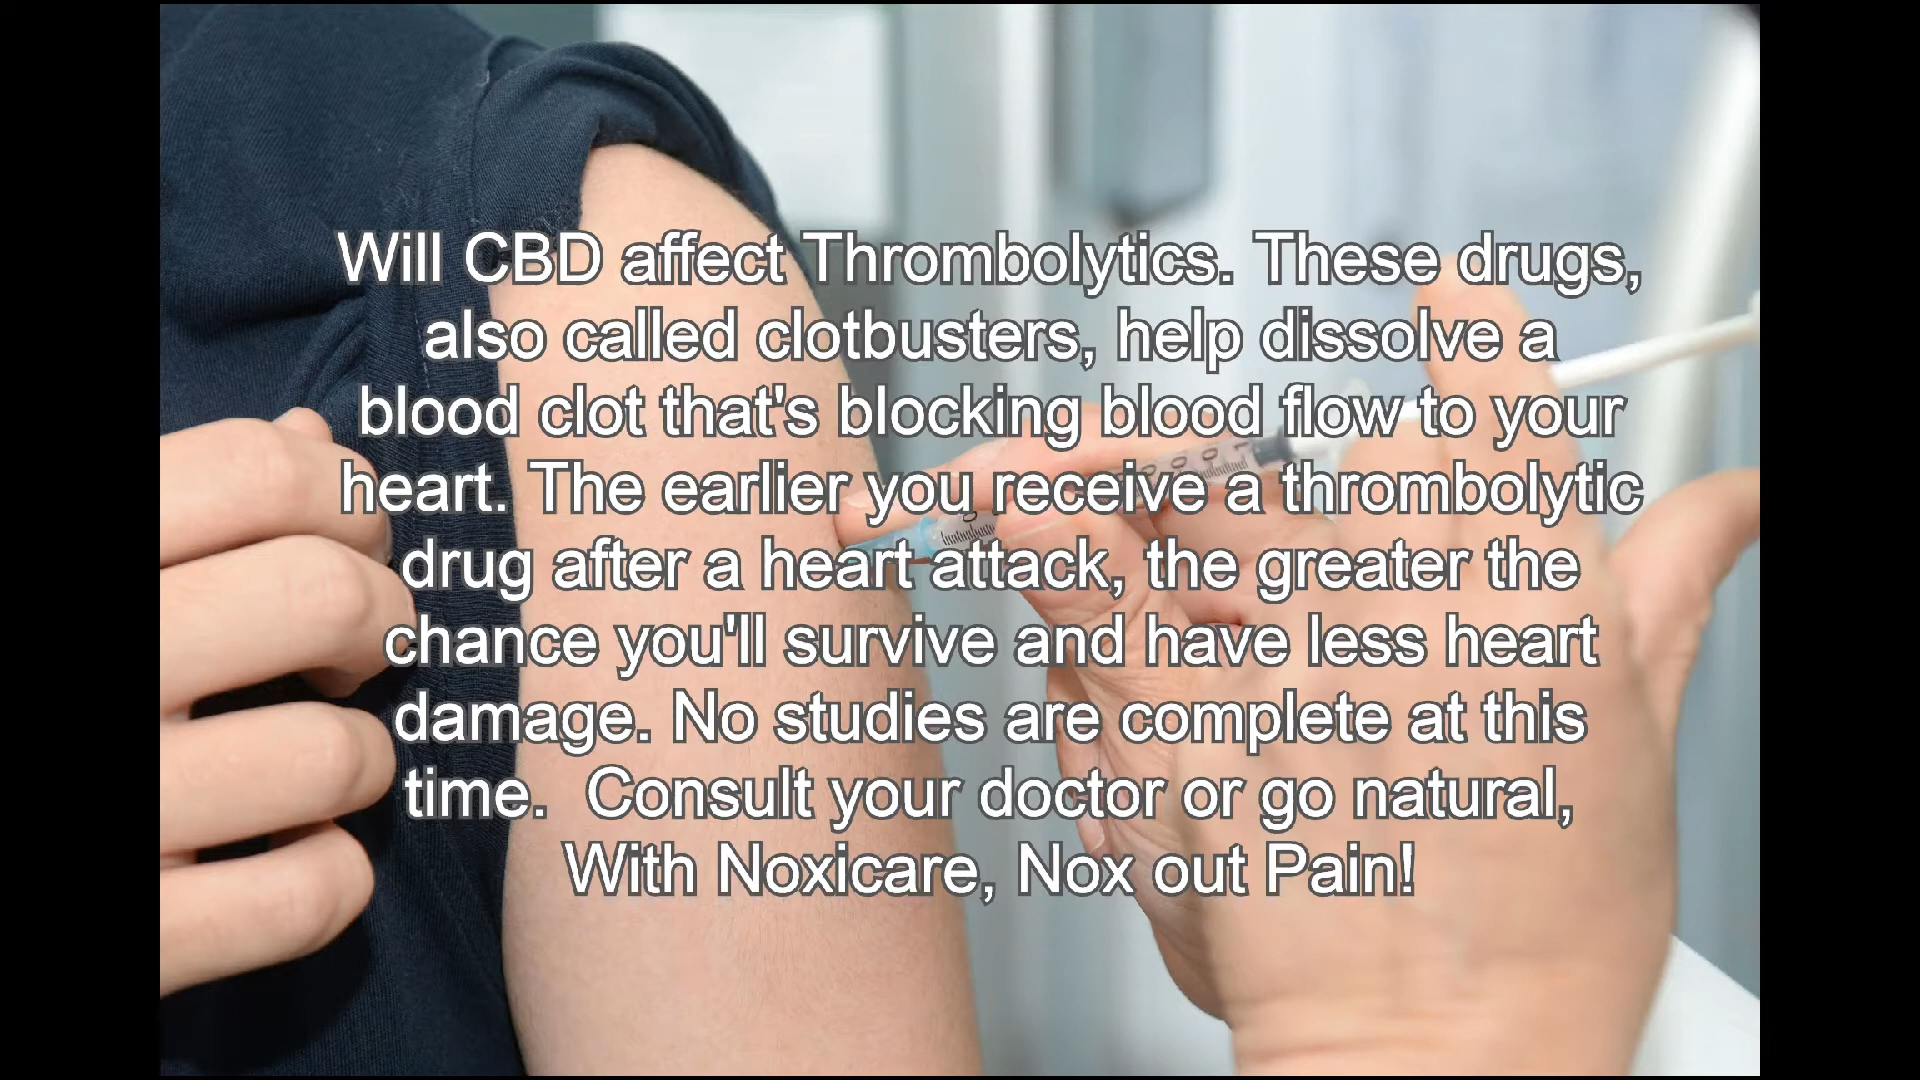 Will CBD affect Thrombolytics. These drugs,
also called clotbusters, help dissolve a
blood clot that's blocking blood flow to your
heart. The earlier you receive a thrombolytic
drug after a heart attack, the greater the
chance you'll survive and have less heart
damage. No studies are complete at this
time.  Consult your doctor or go natural,
With Noxicare, Nox out Pain!